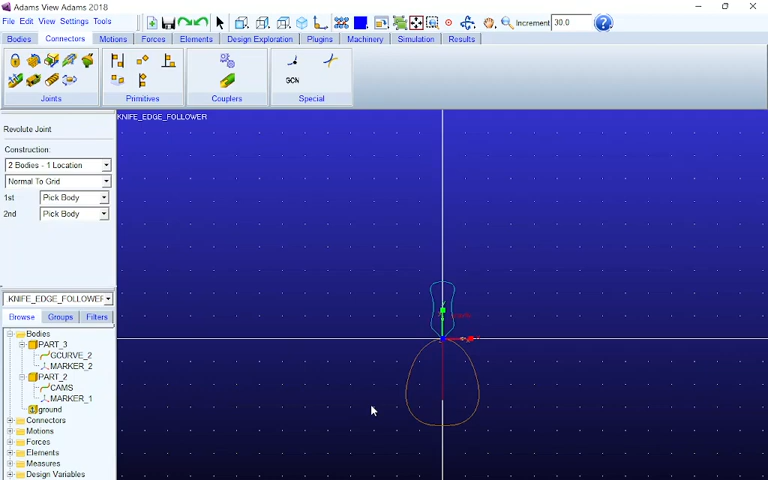 Adams View Adams 2018
File Edit View Settings Tools
Increment 30.0
Bodies Connectors Motions Forces Elements Design Exploration Plugins Machinery Simulation Results
GCN
Joints Primitives Couplers Special
Revolute Joint
KNIFE_EDGE_FOLLOWER
Construction:
2 Bodies - 1 Location
Normal To Grid
1st Pick Body
2nd Pick Body
KNIFE_EDGE_FOLLOWEF
Browse Groups Filters
Bodies
PART_3
GCURVE_2
MARKER_2
PART_2
CAMS
MARKER_1
ground
Connectors
Motions
Forces
Elements
Measures
Design Variables